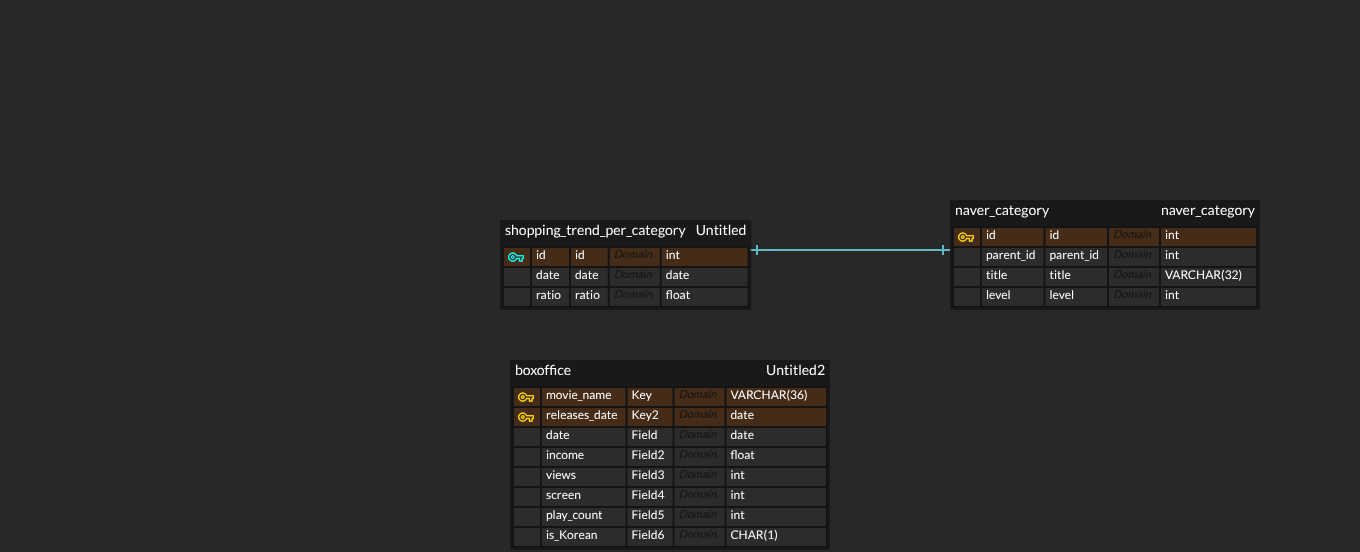 naver_category naver_category
id id Domain int
parent_id parent_id Domain int
title title Domain VARCHAR(32)
level level Domain int
shopping_trend_per_category Untitled
id id Domain int
date date Domain date
ratio ratio Domain float
boxoffice Untitled2
movie_name Key Domain VARCHAR(36)
releases_date Key2 Domain date
date Field Domain date
income Field2 Domain float
views Field3 Domain int
screen Field4 Domain int
play_count Field5 Domain int
is_Korean Field6 Domain CHAR(1)